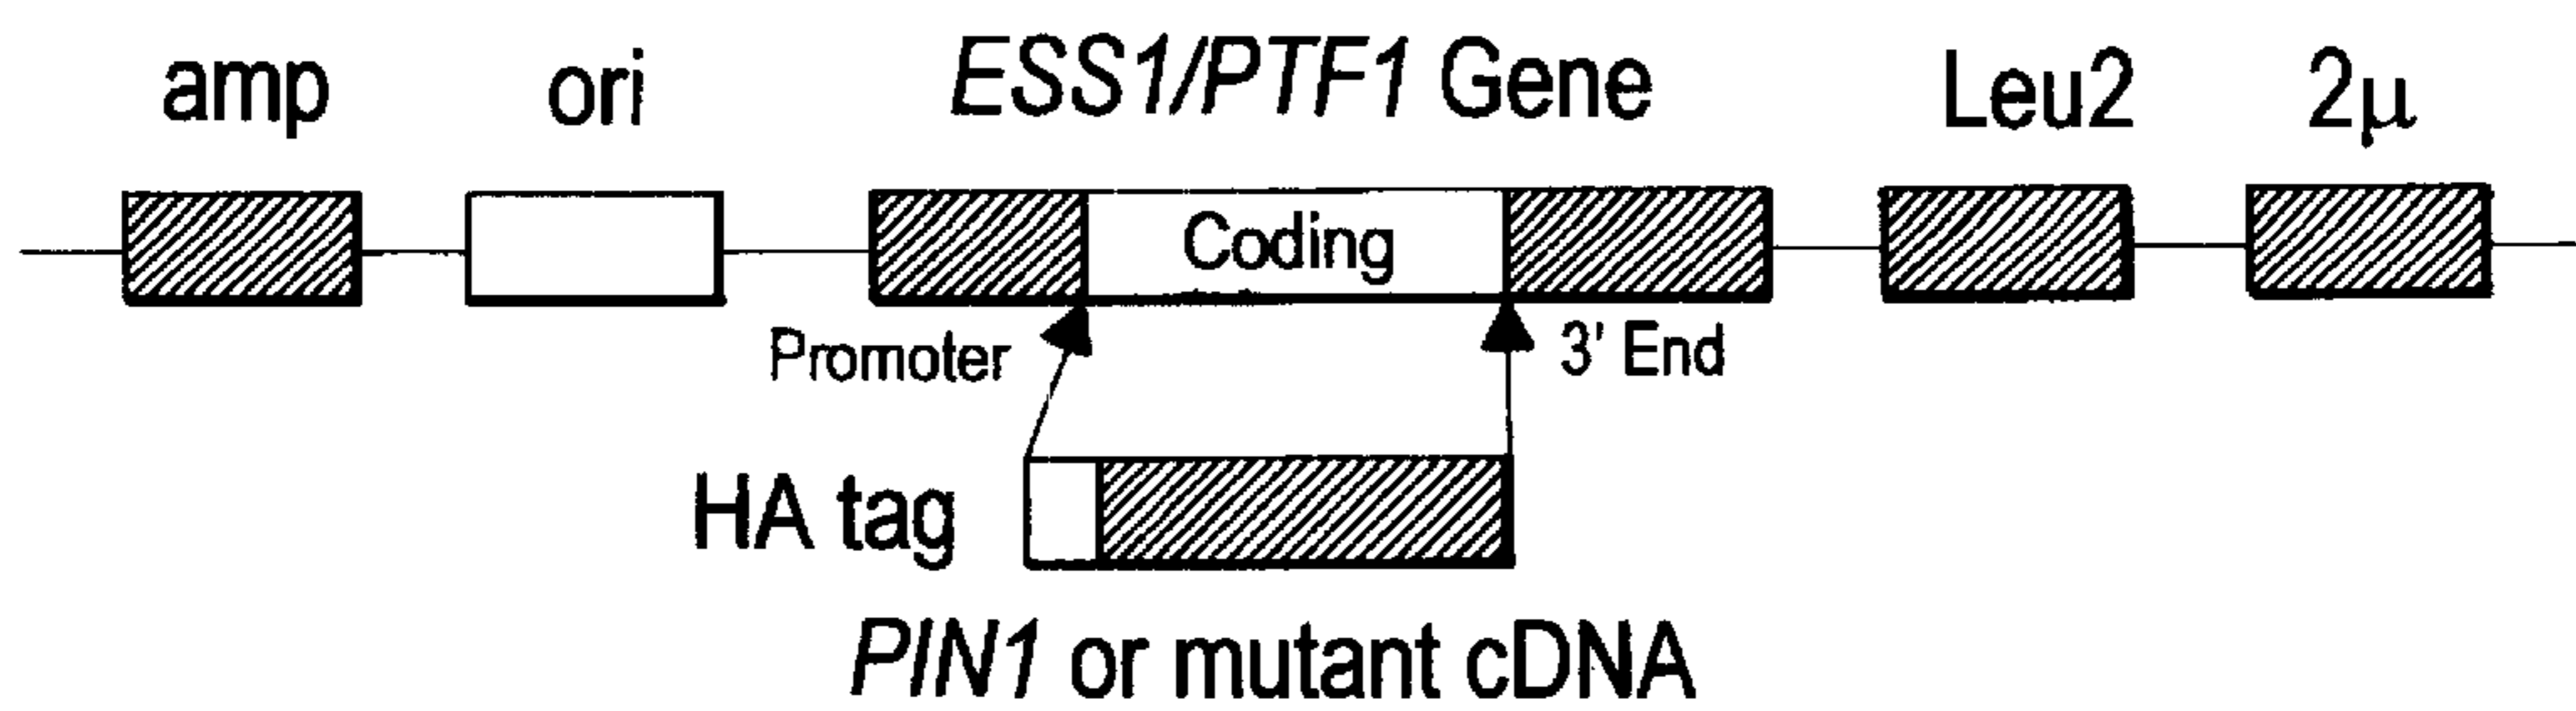 amp ori ESS1/PTF1 Gene Leu2 2μ
Coding
Promoter 3' End
HA tag
PIN1 or mutant cDNA